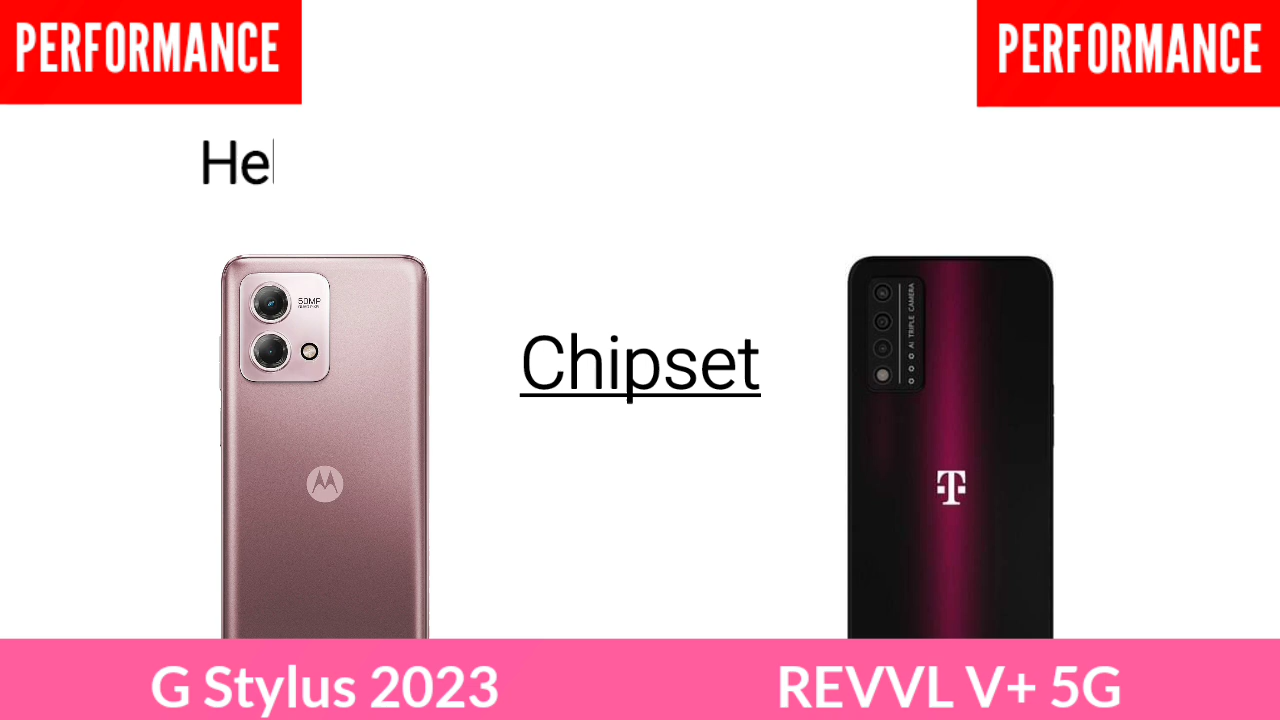 PERFORMANCE
PERFORMANCE
He
50MP
AI TRIPLE CAMERA
Chipset
T
G Stylus 2023
REVVL V+ 5G